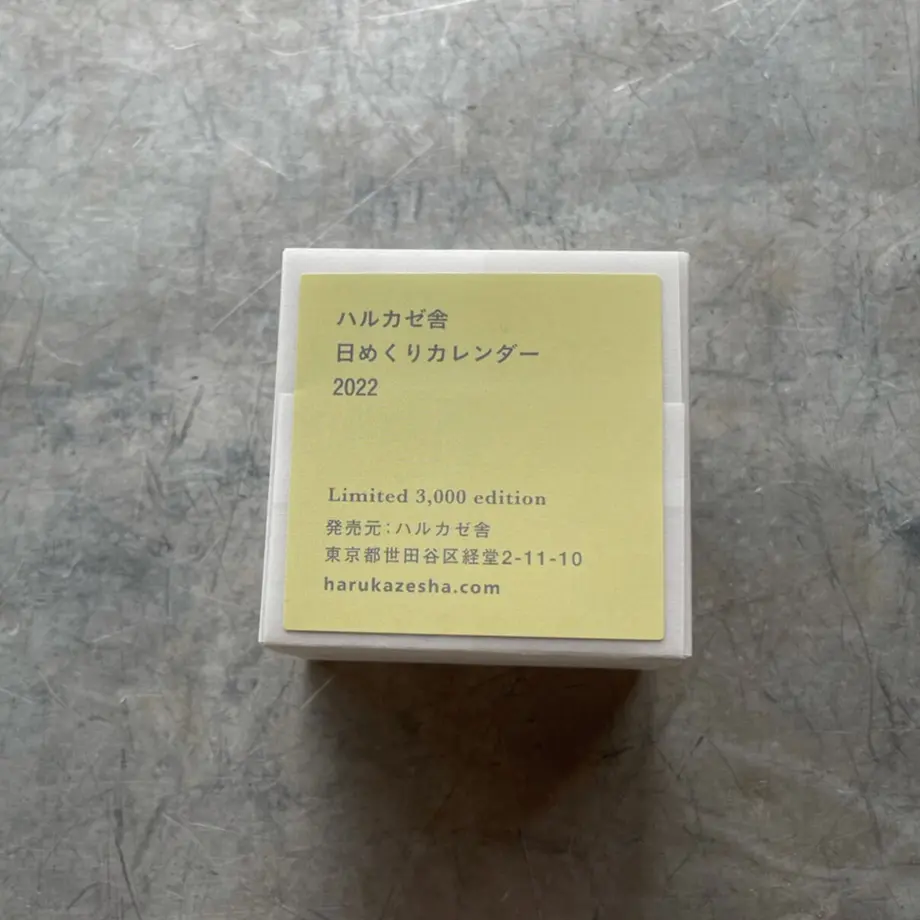 ハルカゼ舎
日めくりカレンダー
2022
Limited 3,000 edition
発売元:ハルカゼ舎
東京都世田谷区経堂2-11-10
harukazesha.com